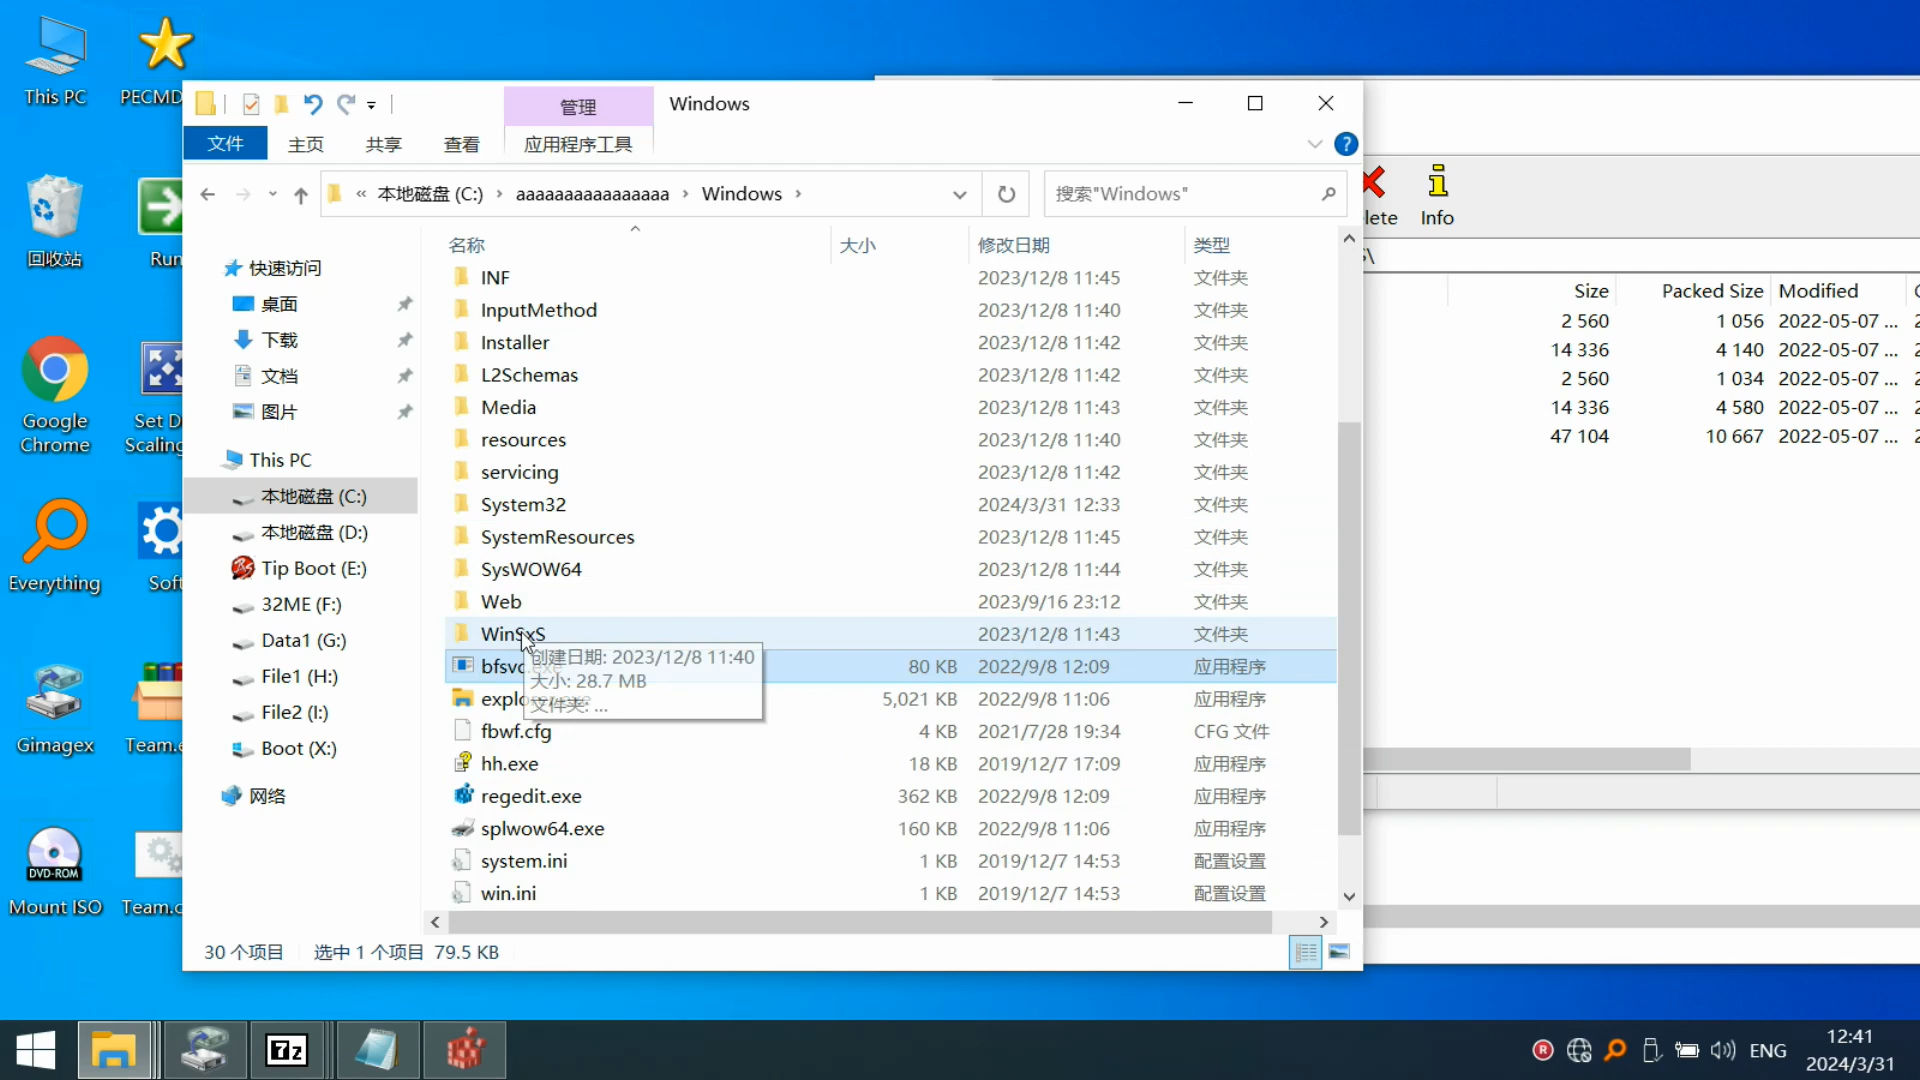 This PC
PECMD
回收站
Run
Google
Chrome
Set D
Scaling
Everything
Soft
Gimagex
Team.e
DVD-ROM
Mount ISO
Team.c
管理
Windows
文件
主页
共享
查看
应用程序工具
?
« 本地磁盘 (C:) › aaaaaaaaaaaaaaaa › Windows ›
搜索"Windows"
快速访问
桌面
下载
文档
图片
This PC
本地磁盘 (C:)
本地磁盘 (D:)
Tip Boot (E:)
32ME (F:)
Data1 (G:)
File1 (H:)
File2 (I:)
Boot (X:)
网络
名称 大小 修改日期 类型
INF 2023/12/8 11:45 文件夹
InputMethod 2023/12/8 11:40 文件夹
Installer 2023/12/8 11:42 文件夹
L2Schemas 2023/12/8 11:42 文件夹
Media 2023/12/8 11:43 文件夹
resources 2023/12/8 11:40 文件夹
servicing 2023/12/8 11:42 文件夹
System32 2024/3/31 12:33 文件夹
SystemResources 2023/12/8 11:45 文件夹
SysWOW64 2023/12/8 11:44 文件夹
Web 2023/9/16 23:12 文件夹
WinSxS 2023/12/8 11:43 文件夹
bfsvc.exe 80 KB 2022/9/8 12:09 应用程序
创建日期: 2023/12/8 11:40
大小: 28.7 MB
文件夹: ...
explorer.exe 5,021 KB 2022/9/8 11:06 应用程序
fbwf.cfg 4 KB 2021/7/28 19:34 CFG 文件
hh.exe 18 KB 2019/12/7 17:09 应用程序
regedit.exe 362 KB 2022/9/8 12:09 应用程序
splwow64.exe 160 KB 2022/9/8 11:06 应用程序
system.ini 1 KB 2019/12/7 14:53 配置设置
win.ini 1 KB 2019/12/7 14:53 配置设置
30 个项目 选中 1 个项目 79.5 KB
lete Info
\
Size Packed Size Modified
2 560 1 056 2022-05-07 ... 2
14 336 4 140 2022-05-07 ... 2
2 560 1 034 2022-05-07 ... 2
14 336 4 580 2022-05-07 ... 2
47 104 10 667 2022-05-07 ... 2
7z
R
ENG
12:41
2024/3/31